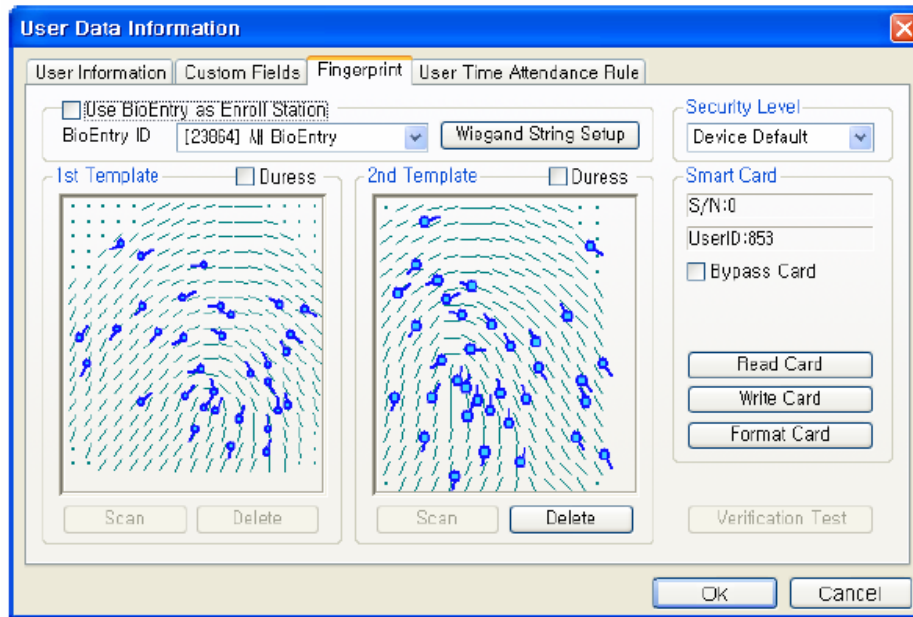 User Data Information
User Information Custom Fields Fingerprint User Time Attendance Rule
Use BioEntry as Enroll Station
BioEntry ID [23864] All BioEntry Wiegand String Setup
Security Level
Device Default
1st Template Duress 2nd Template Duress
Smart Card
S/N:0
UserID:853
Bypass Card
Read Card
Write Card
Format Card
Scan Delete Scan Delete Verification Test
Ok Cancel